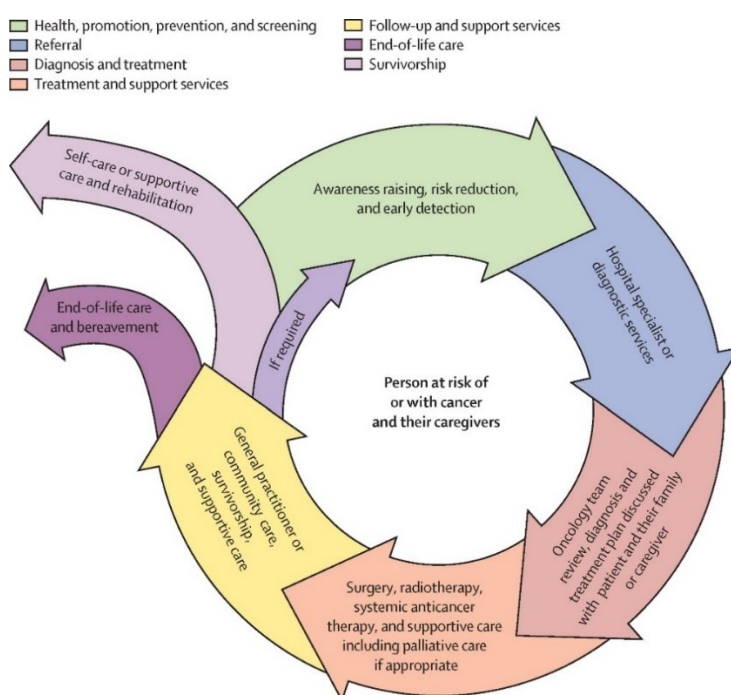 Health, promotion, prevention, and screening
Referral
Diagnosis and treatment
Treatment and support services
Follow-up and support services
End-of-life care
Survivorship
Self-care or supportive
care and rehabilitation
Awareness raising, risk reduction,
and early detection
Hospital specialist or
diagnostic services
End-of-life care
and bereavement
If required
Person at risk of
or with cancer
and their caregivers
Oncology team
review, diagnosis and
treatment plan discussed
with patient and their family
or caregiver
General practitioner or
community care,
survivorship,
and supportive care
Surgery, radiotherapy,
systemic anticancer
therapy, and supportive care
including palliative care
if appropriate